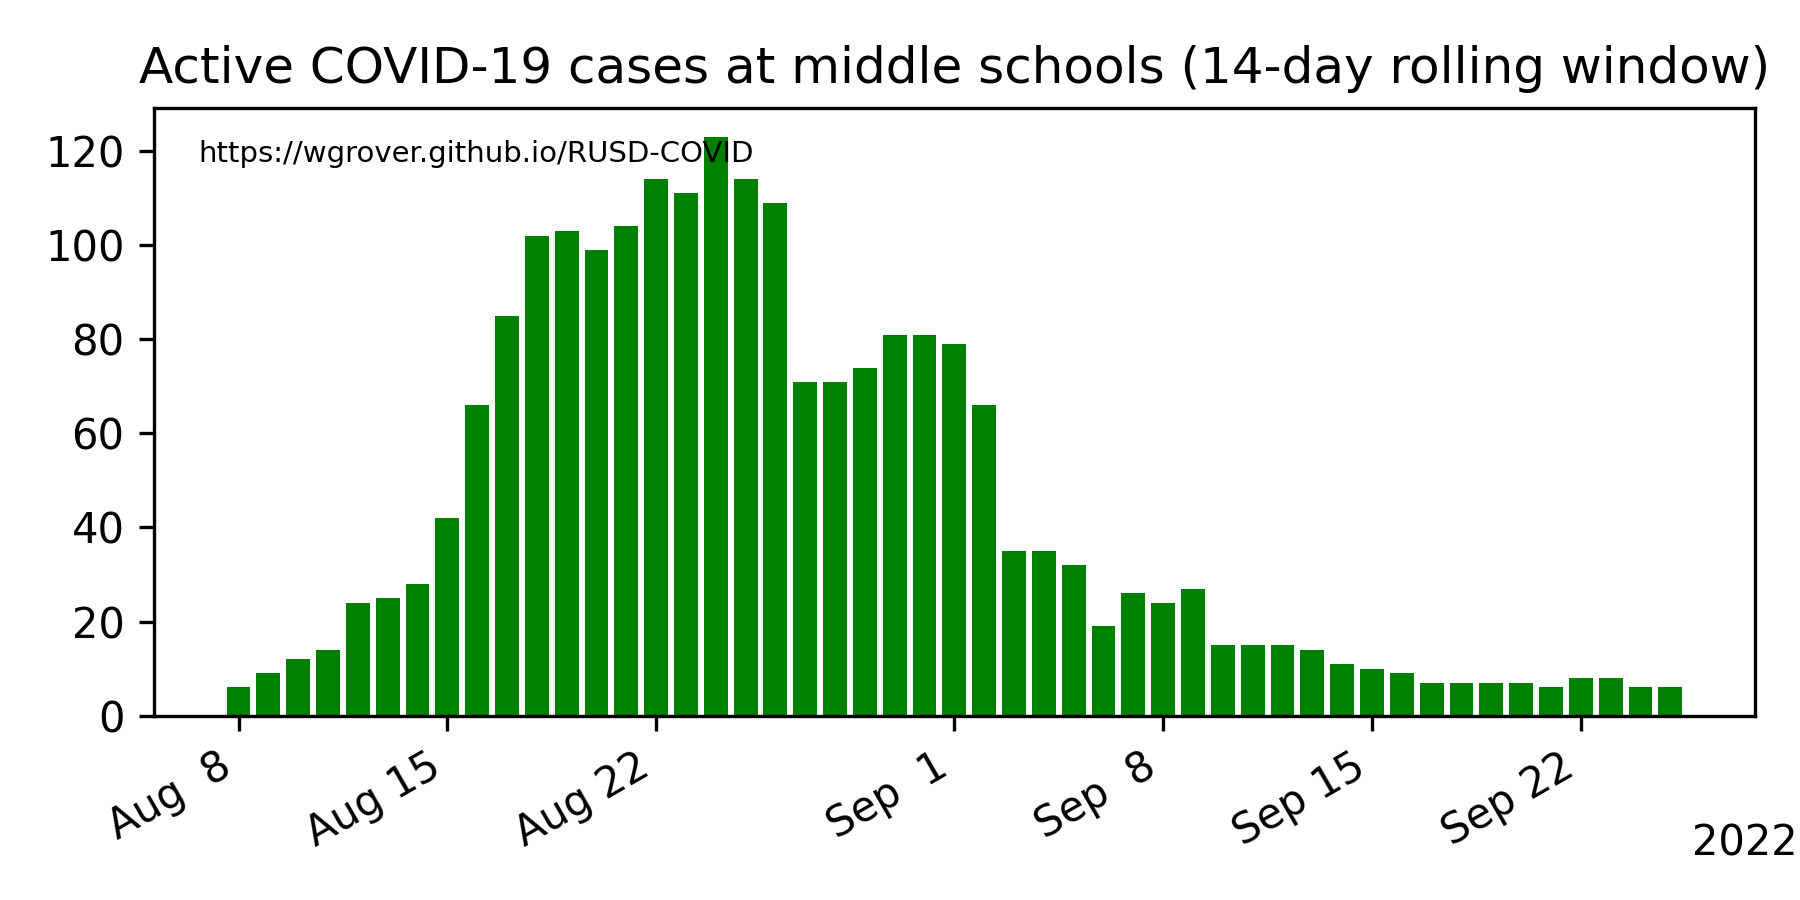 Active COVID-19 cases at middle schools (14-day rolling window)
https://wgrover.github.io/RUSD-COVID
120
100
80
60
40
20
0
Aug 8
Aug 15
Aug 22
Sep 1
Sep 8
Sep 15
Sep 22
2022